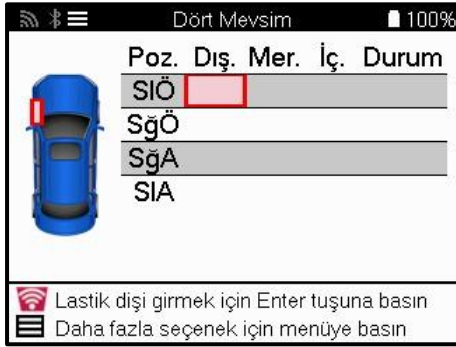 Dört Mevsim 100%
Poz. Dış. Mer. İç. Durum
SIÖ
SğÖ
SğA
SIA
Lastik dişi girmek için Enter tuşuna basın
Daha fazla seçenek için menüye basın